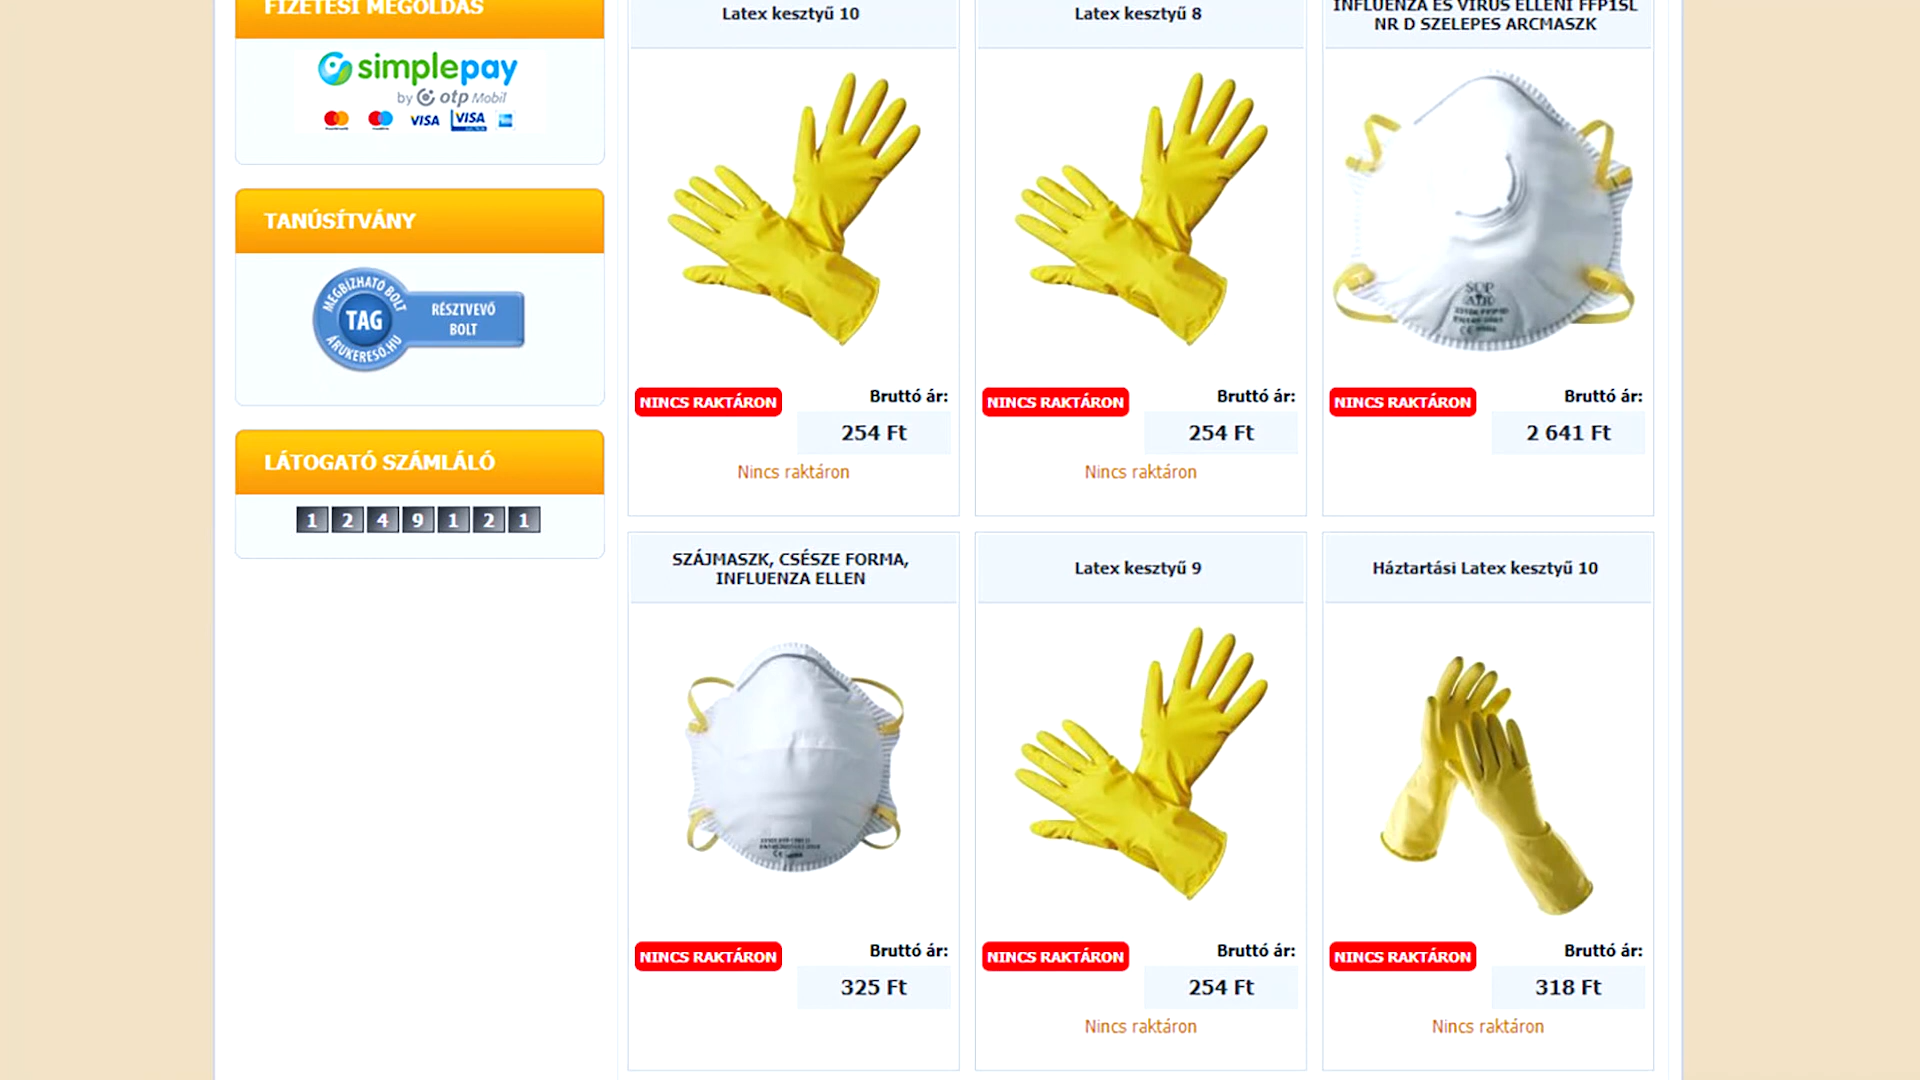 FIZETÉSI MEGOLDÁS
simplepay
by otp Mobil
VISA
VISA
TANÚSÍTVÁNY
MEGBÍZHATÓ BOLT
TAG
ÁRUKERESŐ.HU
RÉSZTVEVŐ
BOLT
LÁTOGATÓ SZÁMLÁLÓ
1 2 4 9 1 2 1
Latex kesztyű 10
NINCS RAKTÁRON
Bruttó ár:
254 Ft
Nincs raktáron
Latex kesztyű 8
NINCS RAKTÁRON
Bruttó ár:
254 Ft
Nincs raktáron
INFLUENZA ÉS VÍRUS ELLENI FFP1SL
NR D SZELEPES ARCMASZK
SUP
AIR
NINCS RAKTÁRON
Bruttó ár:
2 641 Ft
SZÁJMASZK, CSÉSZE FORMA,
INFLUENZA ELLEN
NINCS RAKTÁRON
Bruttó ár:
325 Ft
Latex kesztyű 9
NINCS RAKTÁRON
Bruttó ár:
254 Ft
Nincs raktáron
Háztartási Latex kesztyű 10
NINCS RAKTÁRON
Bruttó ár:
318 Ft
Nincs raktáron